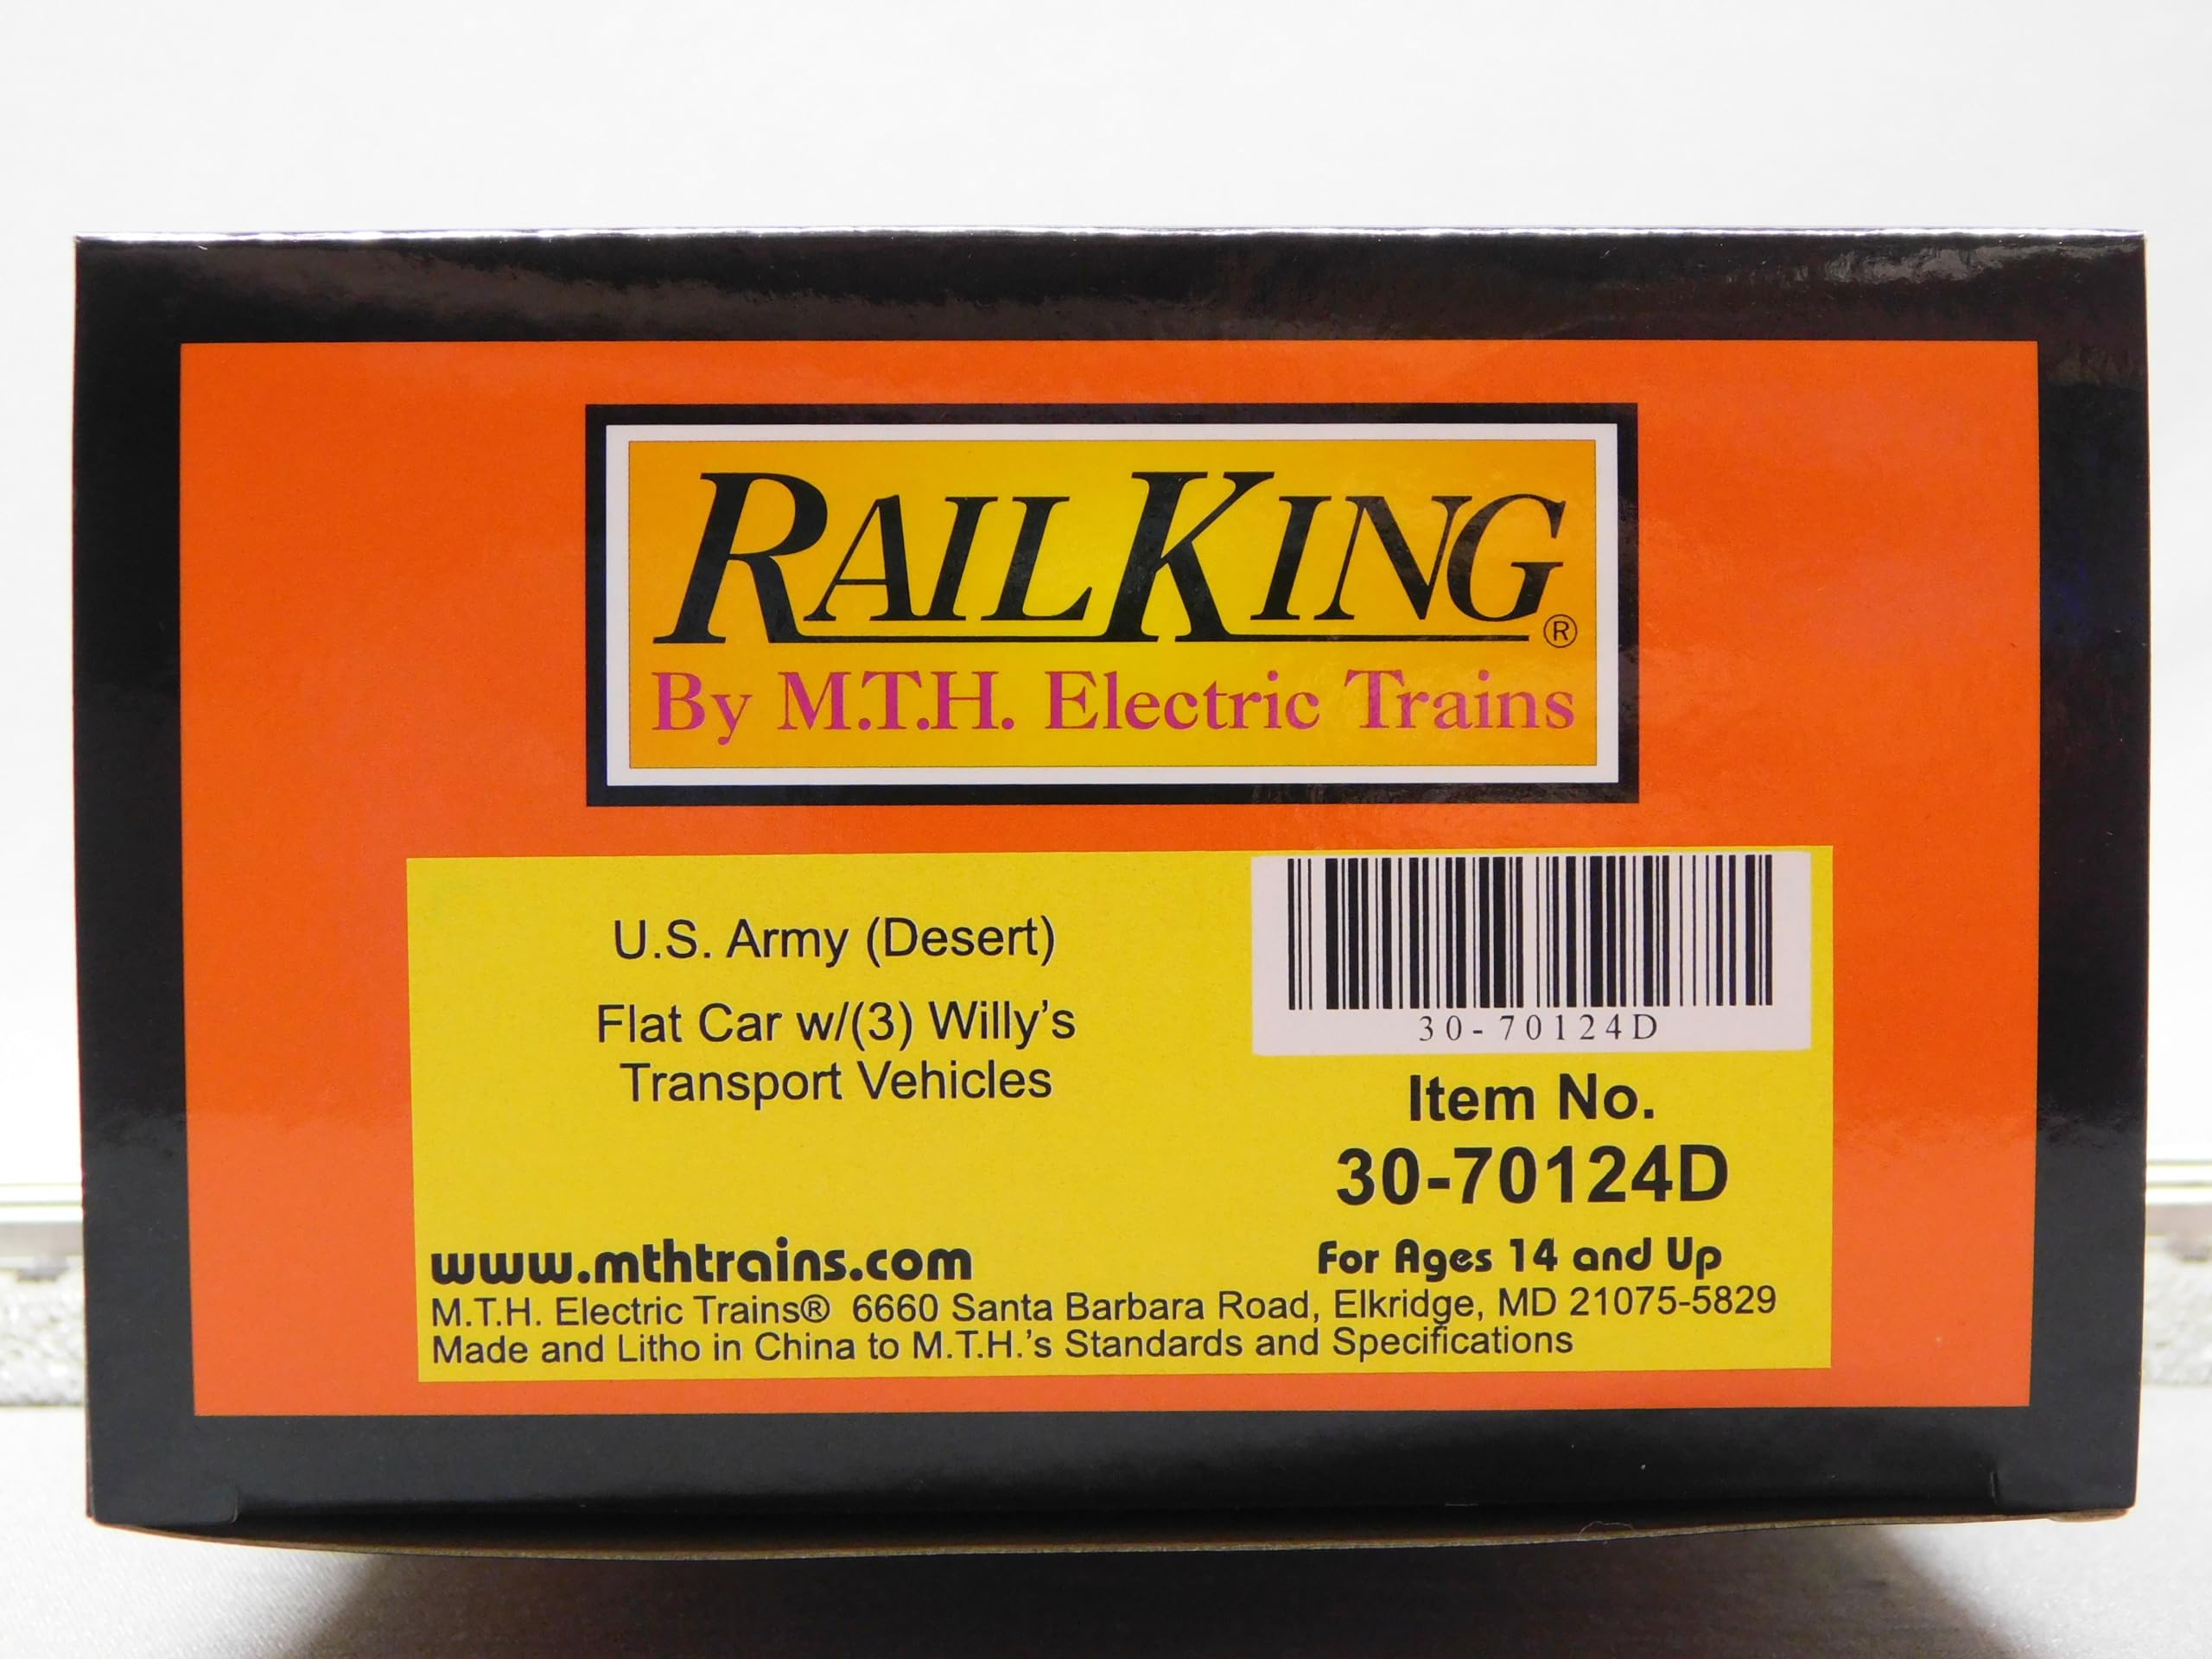 RAILKING®
By M.T.H. Electric Trains
U.S. Army (Desert)
Flat Car w/(3) Willy's
Transport Vehicles
30-70124D
Item No.
30-70124D
www.mthtrains.com
For Ages 14 and Up
M.T.H. Electric Trains® 6660 Santa Barbara Road, Elkridge, MD 21075-5829
Made and Litho in China to M.T.H.'s Standards and Specifications